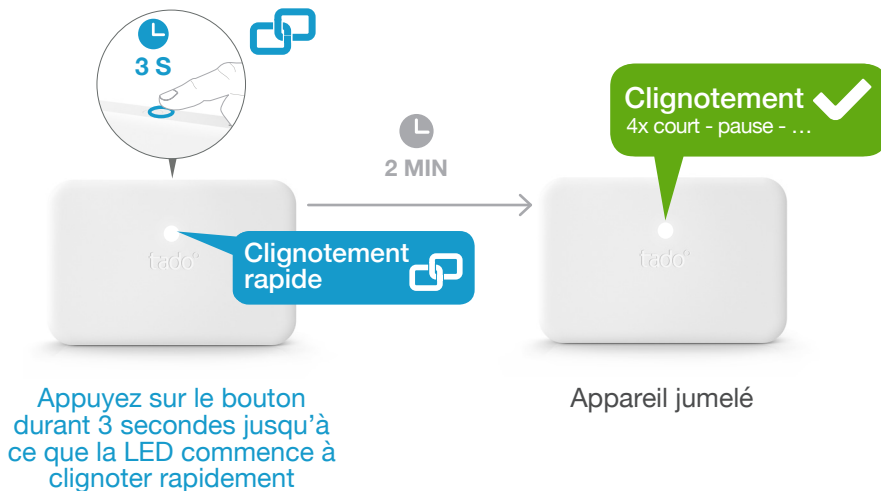 3 S
2 MIN
Clignotement
4x court - pause - ...
tado°
Clignotement
rapide
tado°
Appuyez sur le bouton
durant 3 secondes jusqu'à
ce que la LED commence à
clignoter rapidement
Appareil jumelé